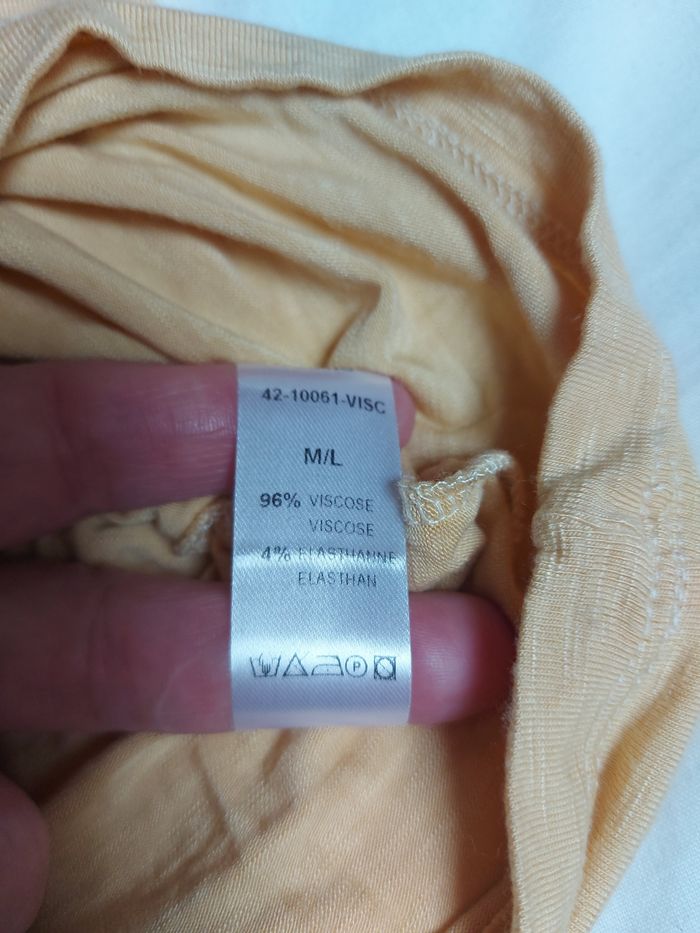 42-10061-VISC
M/L
96% VISCOSE
VISCOSE
4% ELASTHANNE
ELASTHAN
P